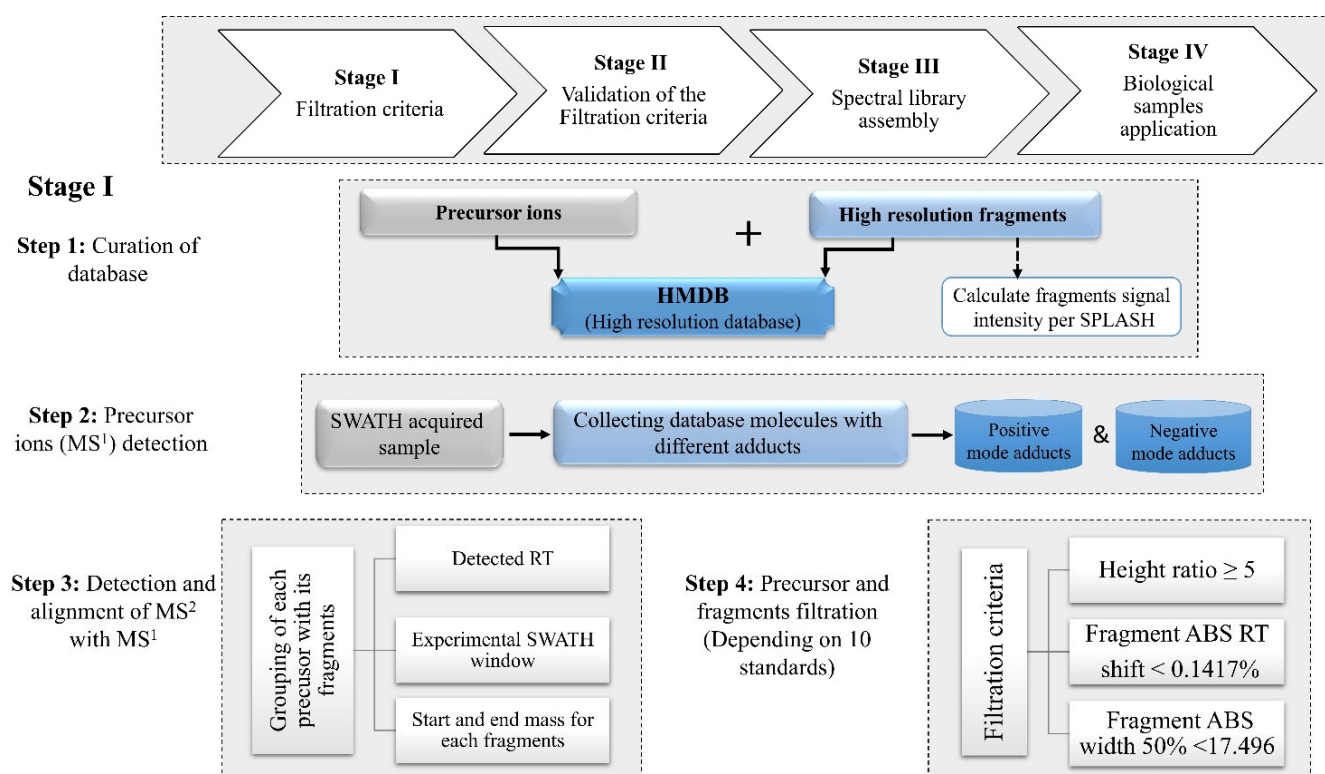 Stage I
Filtration criteria
Stage II
Validation of the
Filtration criteria
Stage III
Spectral library
assembly
Stage IV
Biological
samples
application
Stage I
Step 1: Curation of
database
Precursor ions
+
High resolution fragments
HMDB
(High resolution database)
Calculate fragments signal
intensity per SPLASH
Step 2: Precursor
ions (MS¹) detection
SWATH acquired
sample
Collecting database molecules with
different adducts
Positive
mode adducts
&
Negative
mode adducts
Step 3: Detection and
alignment of MS²
with MS¹
Grouping of each
precusor with its
fragments
Detected RT
Experimental SWATH
window
Start and end mass for
each fragments
Step 4: Precursor and
fragments filtration
(Depending on 10
standards)
Filtration criteria
Height ratio ≥ 5
Fragment ABS RT
shift < 0.1417%
Fragment ABS
width 50% <17.496